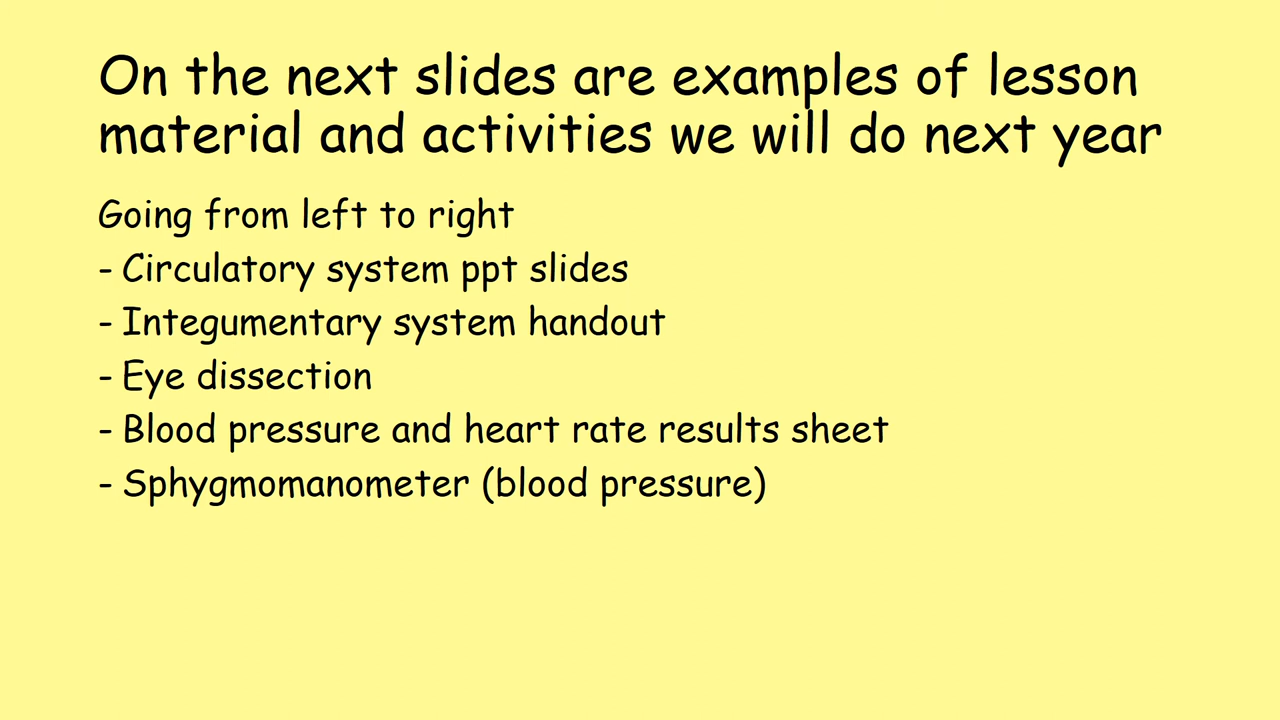 On the next slides are examples of lesson
material and activities we will do next year
Going from left to right
- Circulatory system ppt slides
- Integumentary system handout
- Eye dissection
- Blood pressure and heart rate results sheet
- Sphygmomanometer (blood pressure)